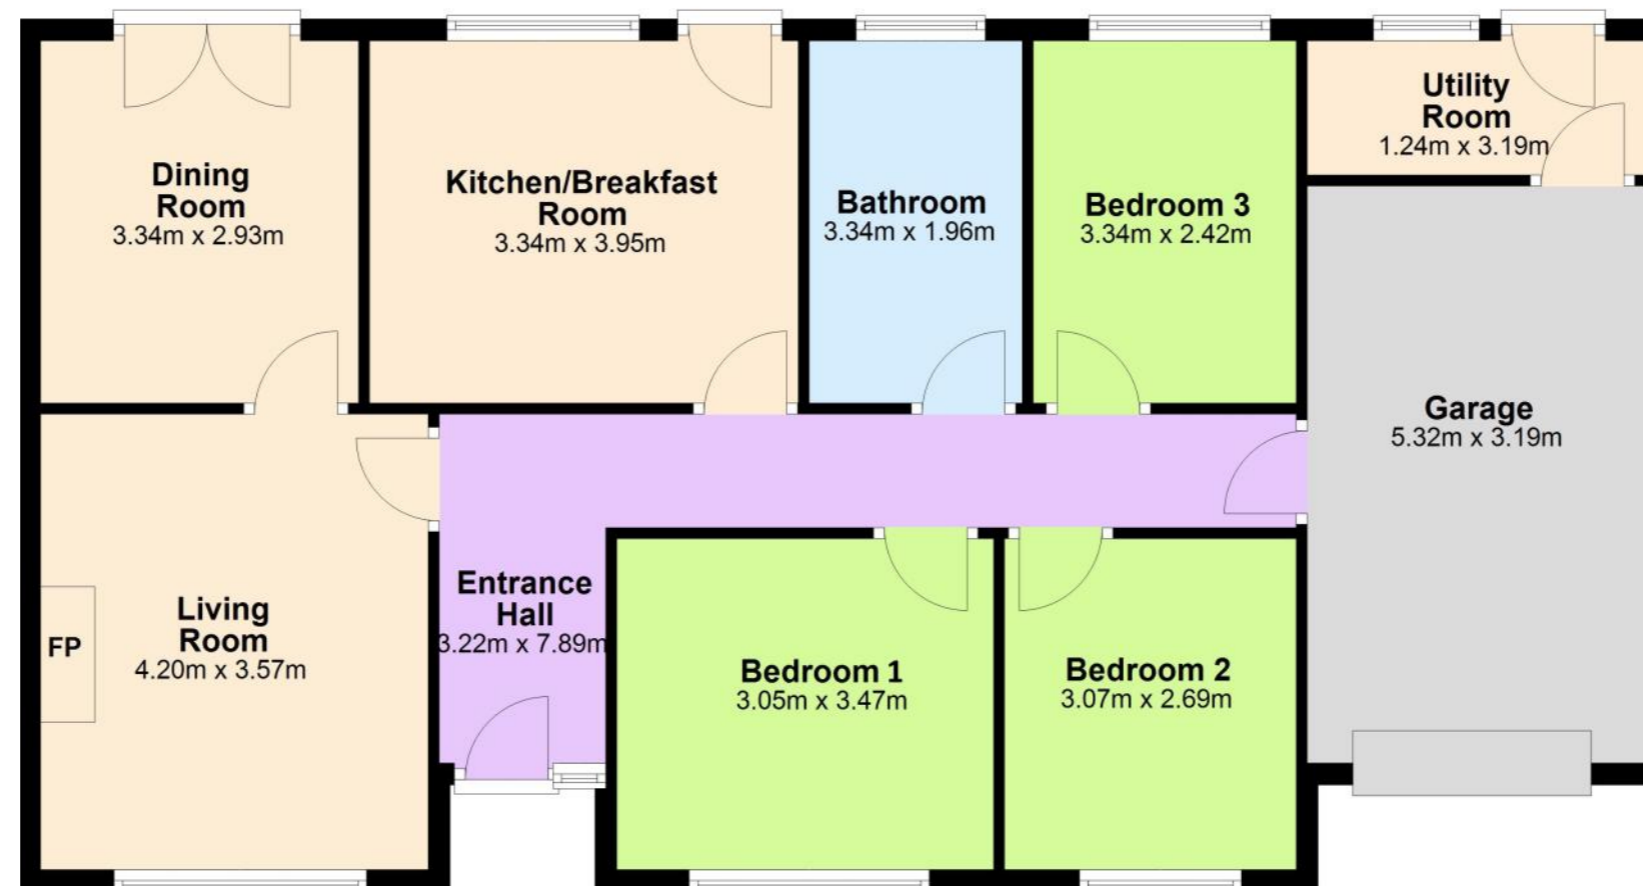 Dining
Room
3.34m x 2.93m
Kitchen/Breakfast
Room
3.34m x 3.95m
Bathroom
3.34m x 1.96m
Bedroom 3
3.34m x 2.42m
Utility
Room
1.24m x 3.19m
Garage
5.32m x 3.19m
FP
Living
Room
4.20m x 3.57m
Entrance
Hall
3.22m x 7.89m
Bedroom 1
3.05m x 3.47m
Bedroom 2
3.07m x 2.69m